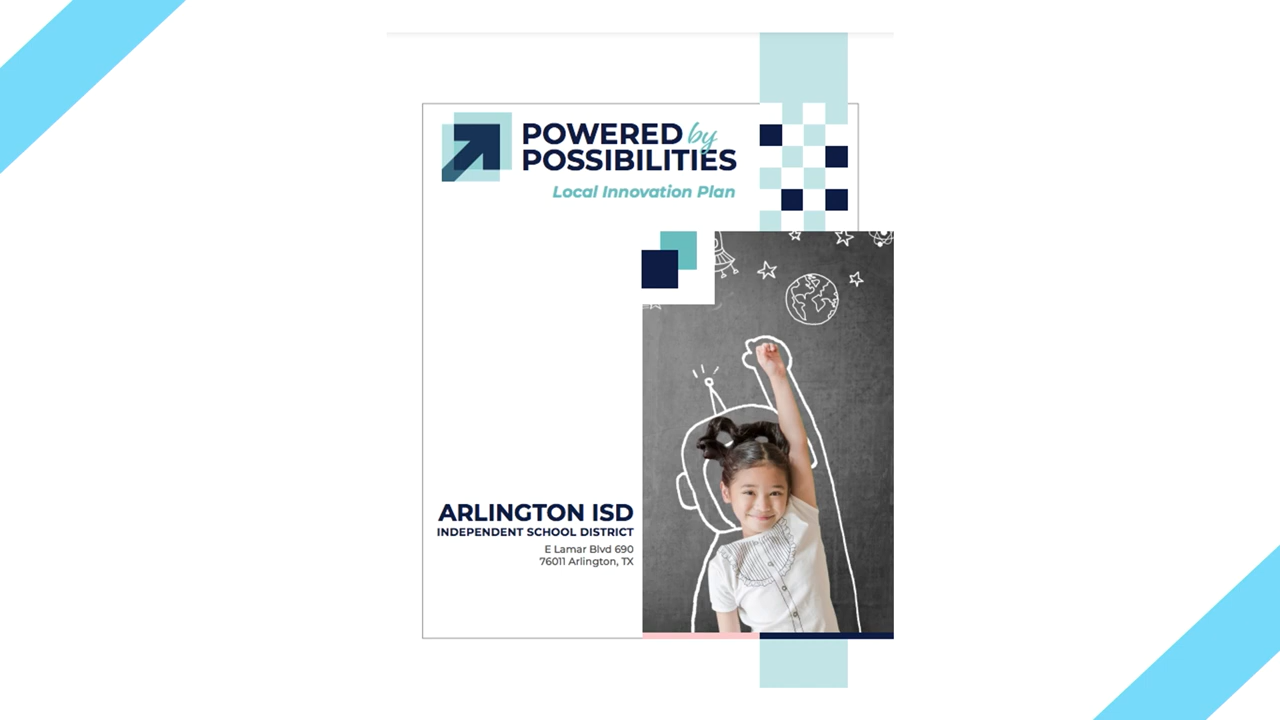 POWERED by
POSSIBILITIES
Local Innovation Plan
ARLINGTON ISD
INDEPENDENT SCHOOL DISTRICT
E Lamar Blvd 690
76011 Arlington, TX